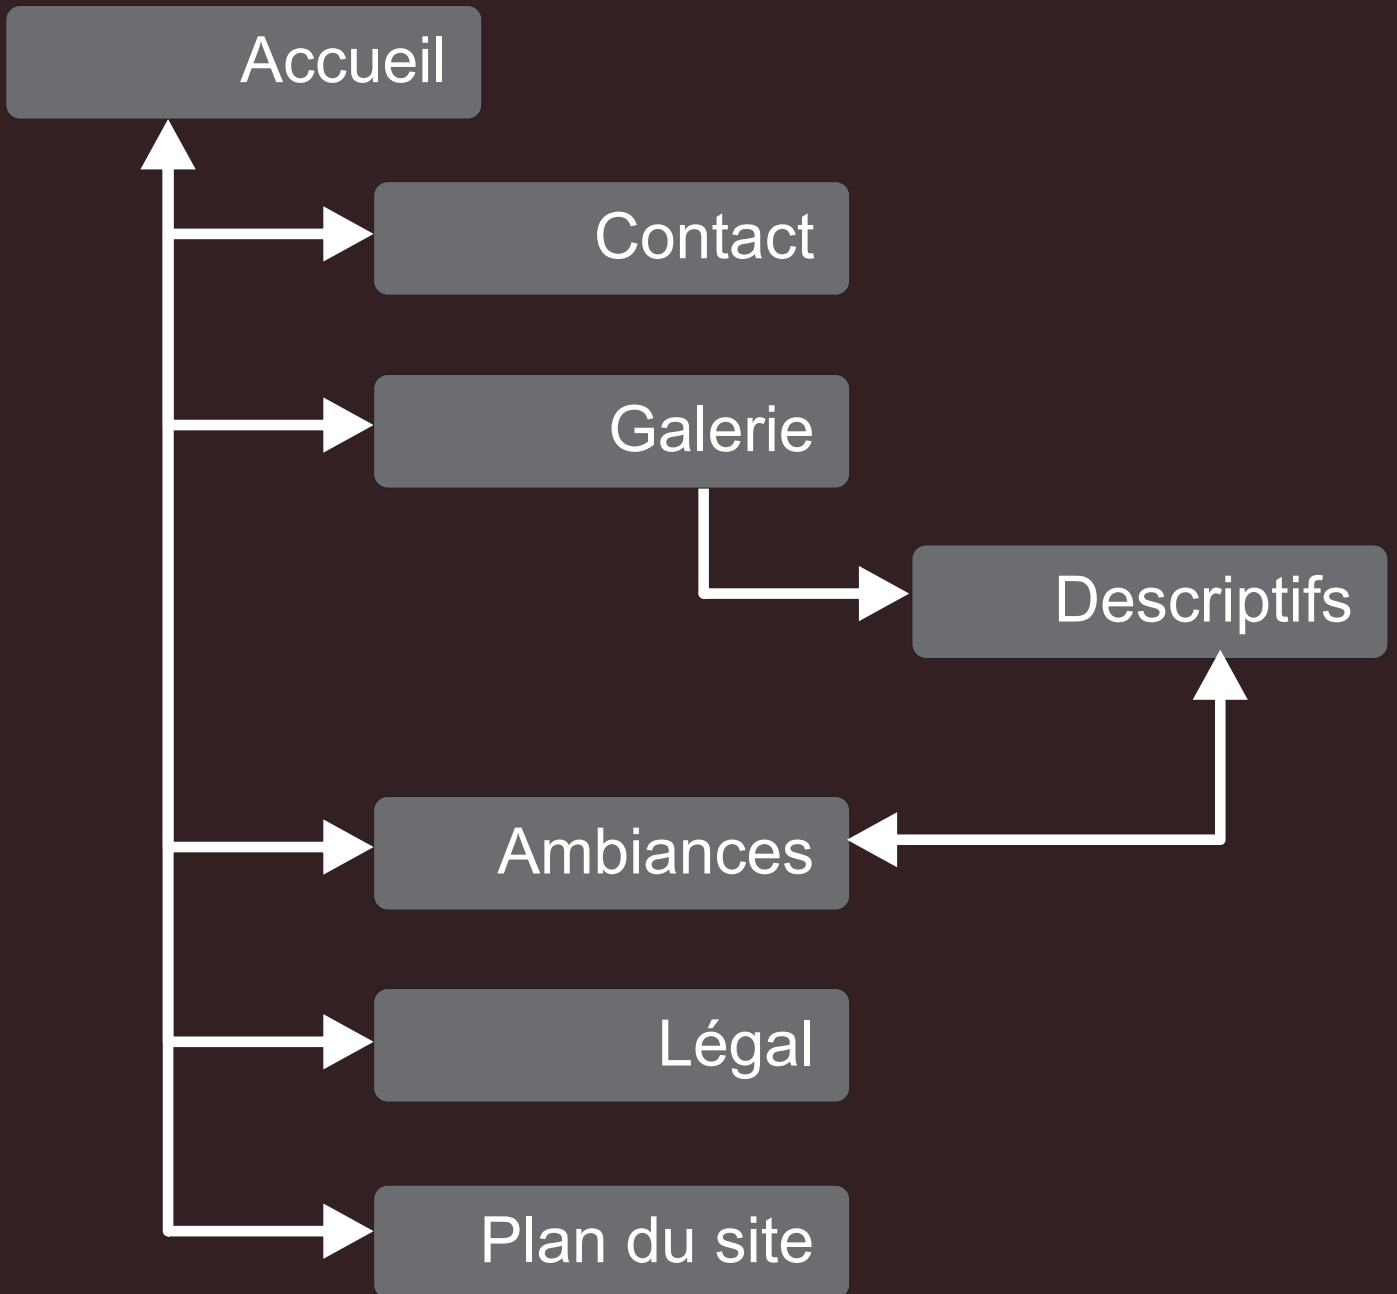 Accueil
Contact
Galerie
Descriptifs
Ambiances
Légal
Plan du site